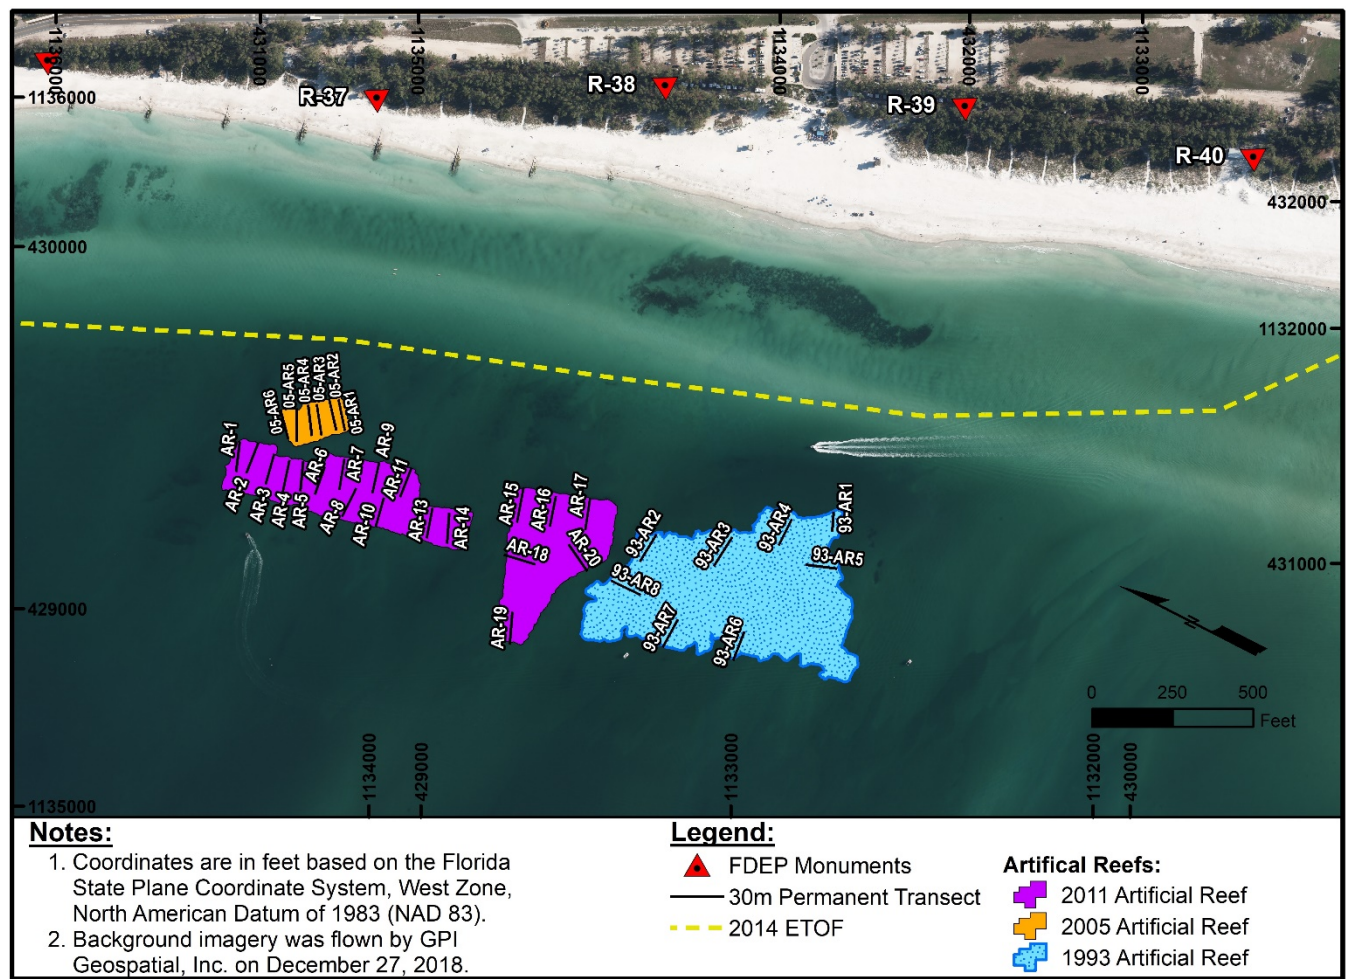 1136000
431000
1135000
1134000
432000
1133000
1136000
R-37
R-38
R-39
R-40
432000
430000
1132000
05-AR6
05-AR5
05-AR4
05-AR3
05-AR2
05-AR1
AR-1
AR-2
AR-3
AR-4
AR-5
AR-6
AR-7
AR-8
AR-9
AR-10
AR-11
AR-13
AR-14
AR-15
AR-16
AR-17
AR-18
AR-19
AR-20
93-AR2
93-AR3
93-AR4
93-AR1
93-AR5
93-AR8
93-AR7
93-AR6
431000
429000
N
0 250 500
Feet
1134000
429000
1133000
1132000
430000
1135000
Notes:
1. Coordinates are in feet based on the Florida
State Plane Coordinate System, West Zone,
North American Datum of 1983 (NAD 83).
2. Background imagery was flown by GPI
Geospatial, Inc. on December 27, 2018.
Legend:
FDEP Monuments
30m Permanent Transect
2014 ETOF
Artifical Reefs:
2011 Artificial Reef
2005 Artificial Reef
1993 Artificial Reef